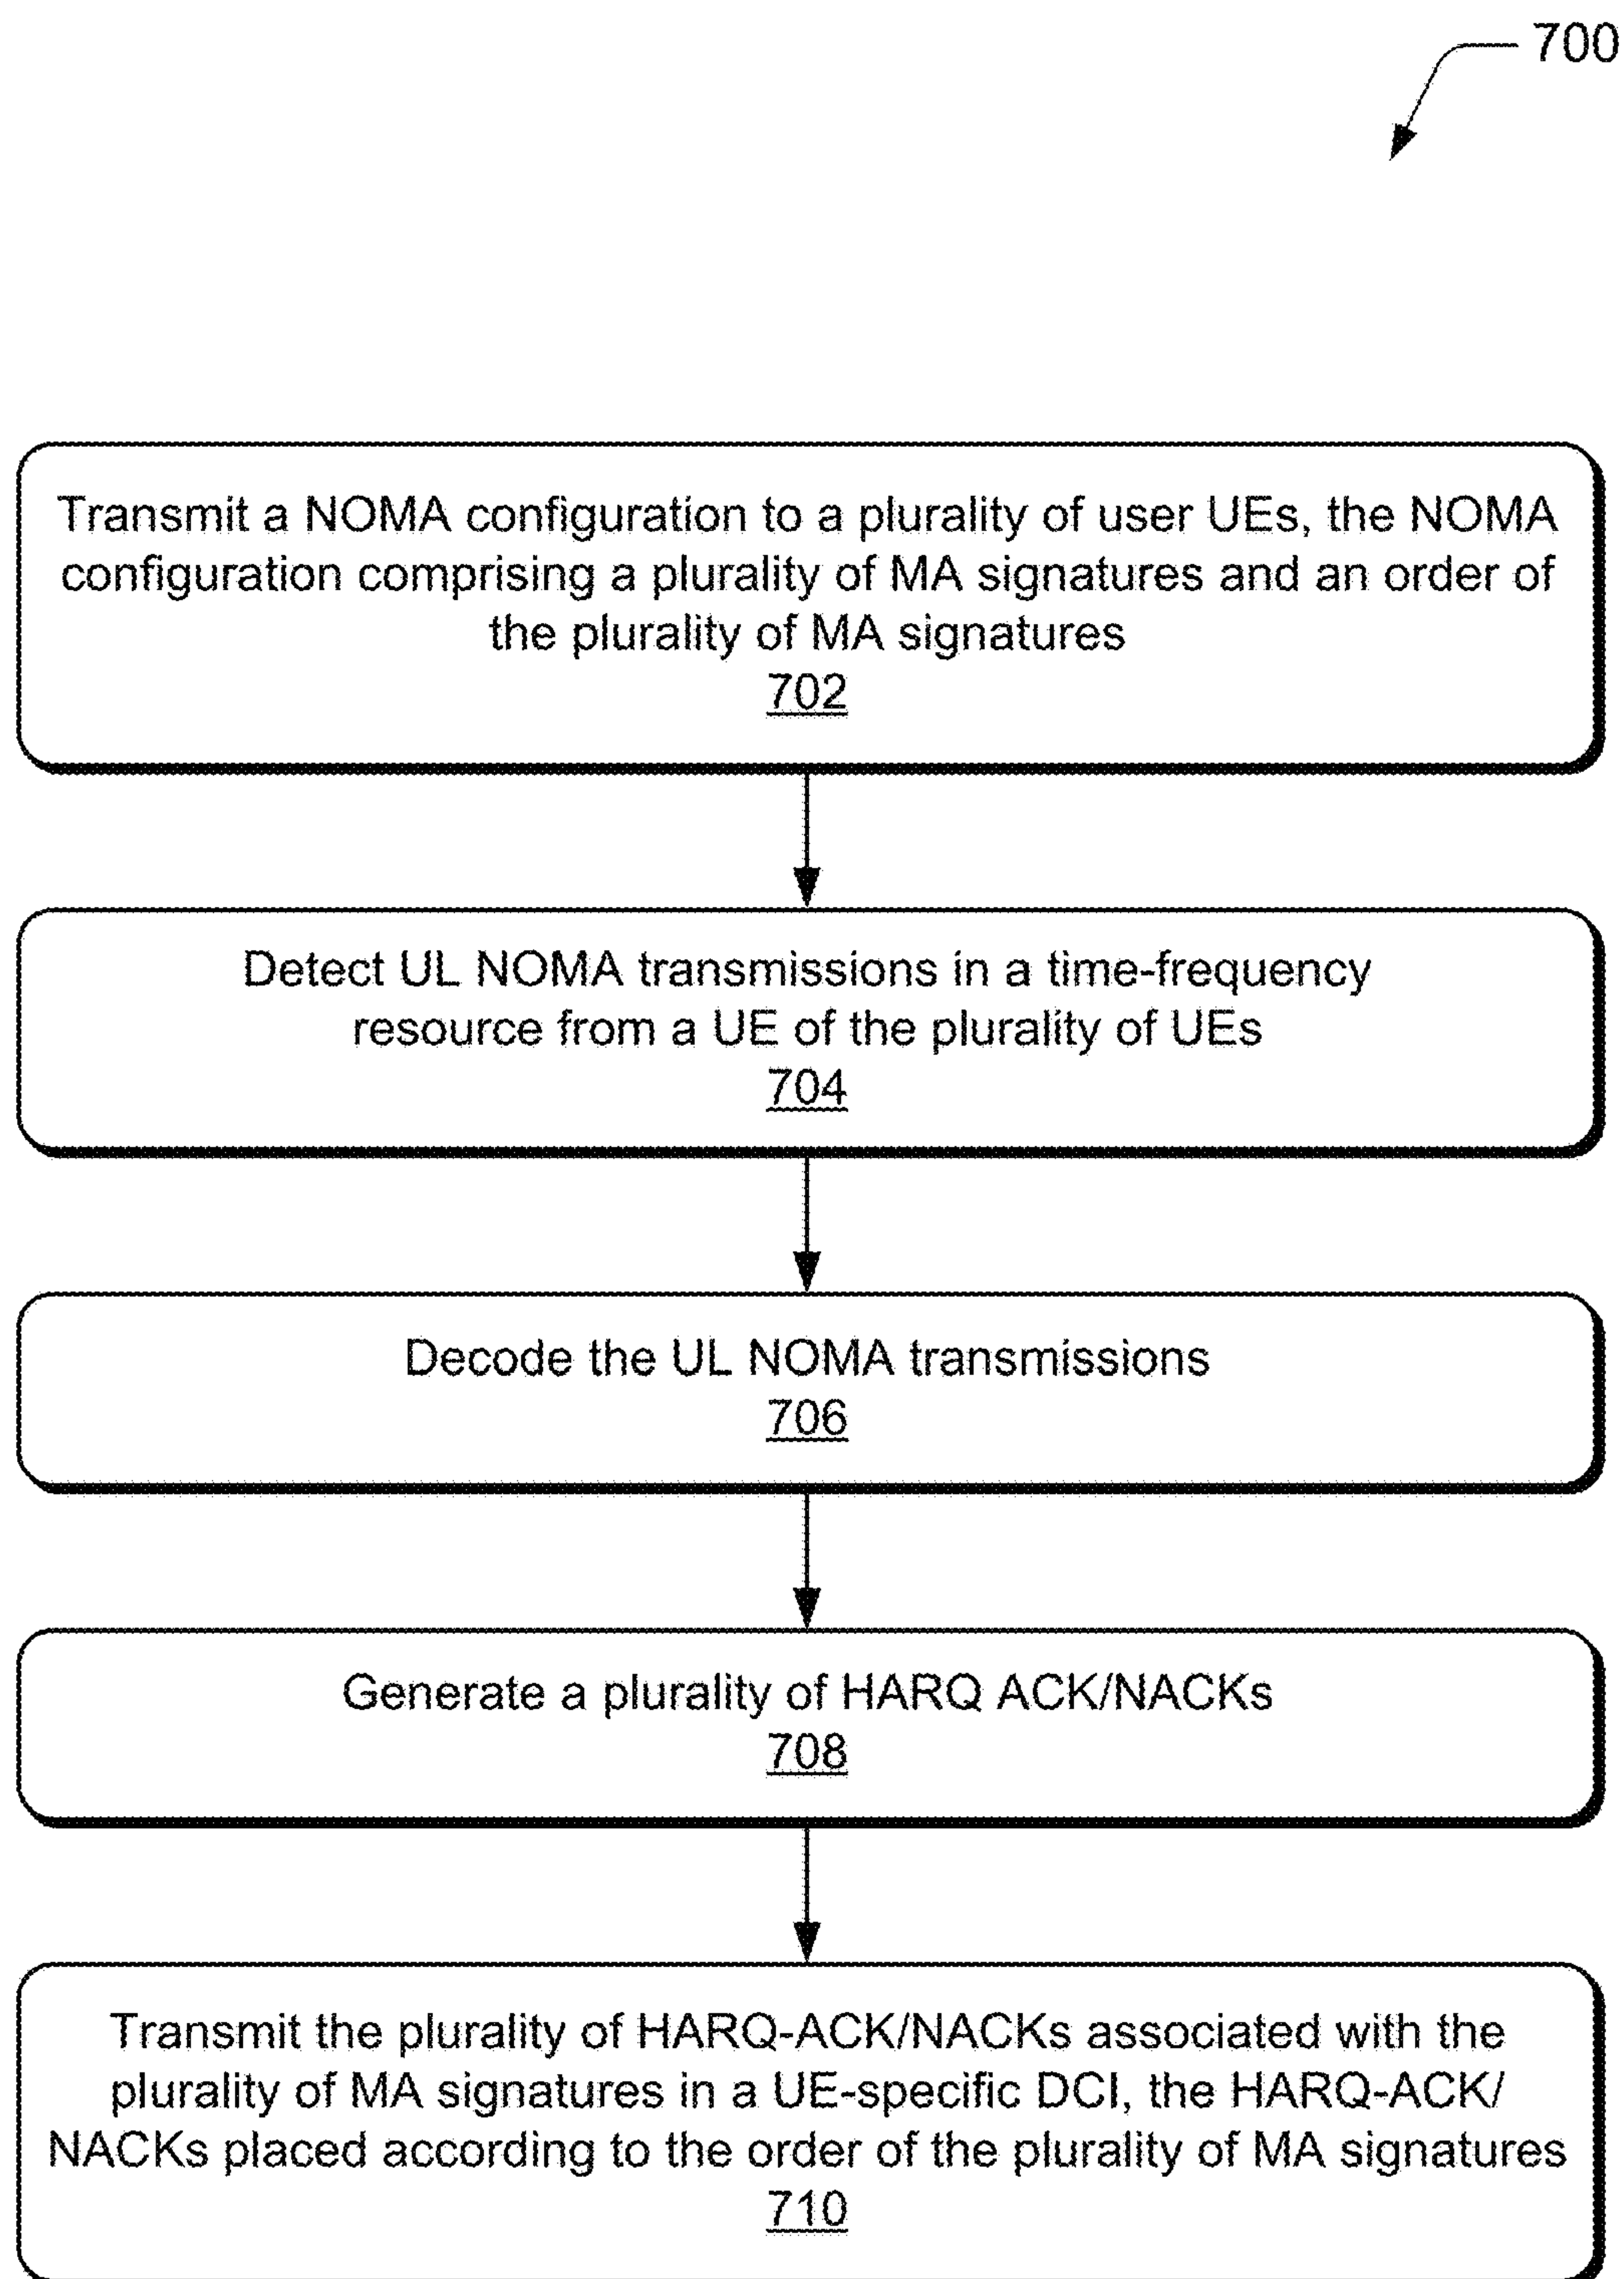 700
Transmit a NOMA configuration to a plurality of user UEs, the NOMA
configuration comprising a plurality of MA signatures and an order of
the plurality of MA signatures
702
Detect UL NOMA transmissions in a time-frequency
resource from a UE of the plurality of UEs
704
Decode the UL NOMA transmissions
706
Generate a plurality of HARQ ACK/NACKs
708
Transmit the plurality of HARQ-ACK/NACKs associated with the
plurality of MA signatures in a UE-specific DCI, the HARQ-ACK/
NACKs placed according to the order of the plurality of MA signatures
710